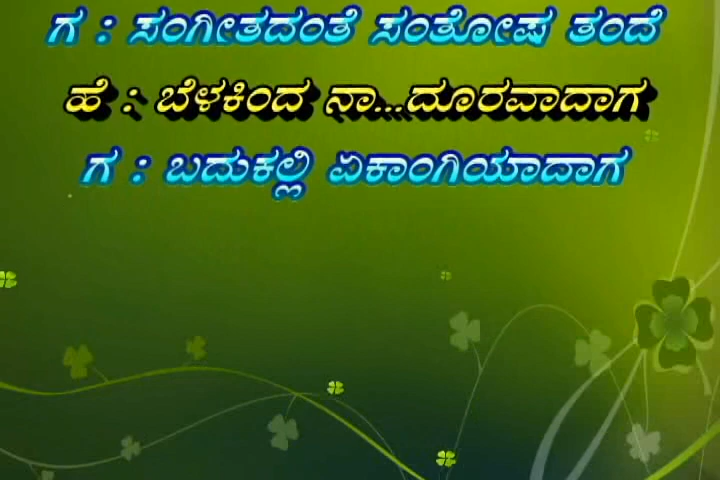 ಗ : ಸಂಗೀತದಂತೆ ಸಂತೋಷ ತಂದೆ
ಹೆ : ಬೆಳಕಿಂದ ನಾ...ದೂರವಾದಾಗ
ಗ : ಬದುಕಲ್ಲಿ ಏಕಾಂಗಿಯಾದಾಗ